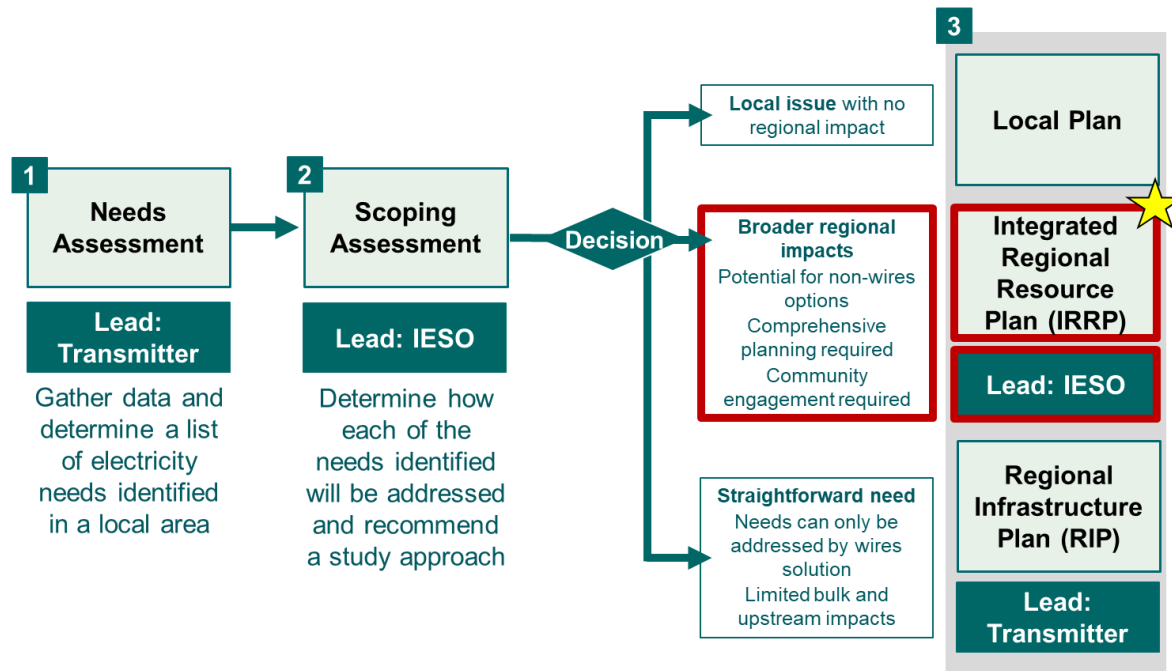 1
Needs
Assessment
Lead:
Transmitter
Gather data and
determine a list
of electricity
needs identified
in a local area
2
Scoping
Assessment
Lead: IESO
Determine how
each of the
needs identified
will be addressed
and recommend
a study approach
Decision
Local issue with no
regional impact
Broader regional
impacts
Potential for non-wires
options
Comprehensive
planning required
Community
engagement required
Straightforward need
Needs can only be
addressed by wires
solution
Limited bulk and
upstream impacts
3
Local Plan
Integrated
Regional
Resource
Plan (IRRP)
Lead: IESO
Regional
Infrastructure
Plan (RIP)
Lead:
Transmitter